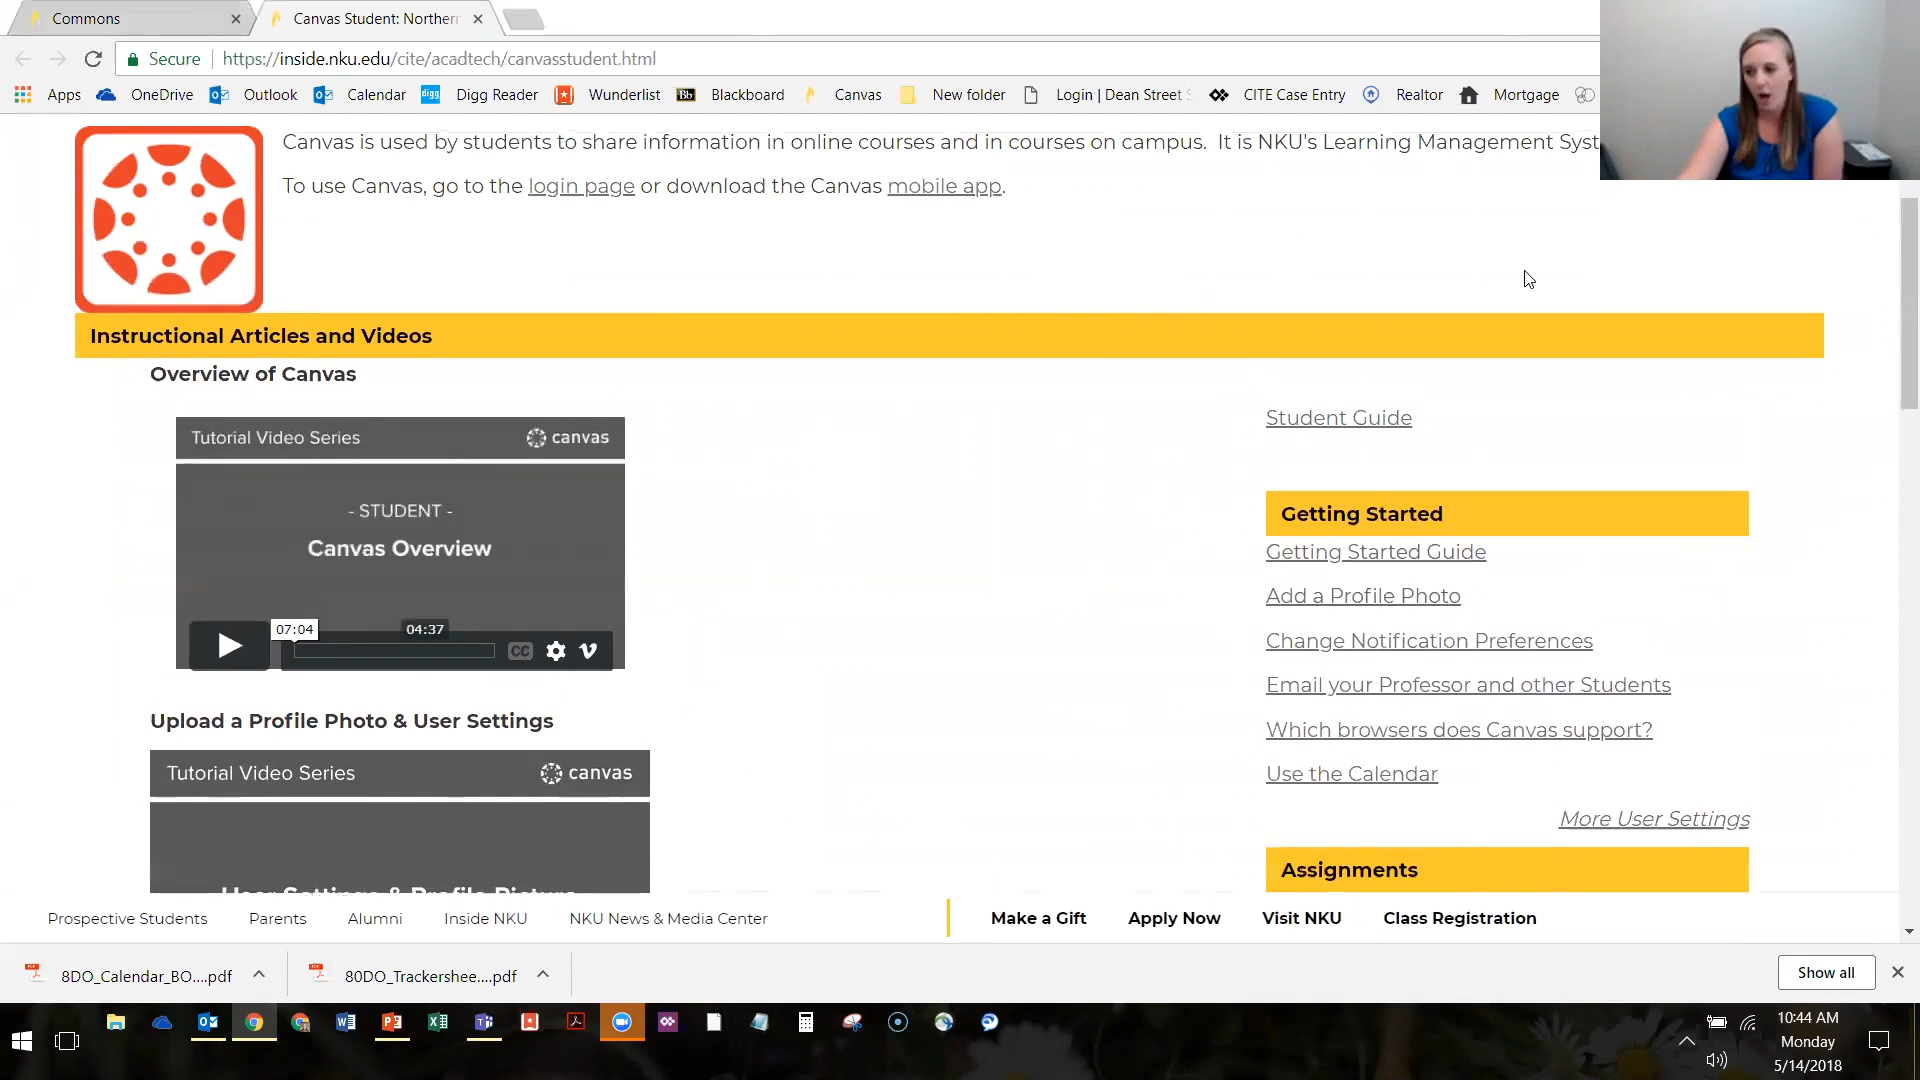 Commons
Canvas Student: Northern
Secure
https://inside.nku.edu/cite/acadtech/canvasstudent.html
Apps OneDrive Outlook Calendar digg Digg Reader Wunderlist Bb Blackboard Canvas New folder Login | Dean Street S CITE Case Entry Realtor Mortgage
Canvas is used by students to share information in online courses and in courses on campus. It is NKU's Learning Management Syst
To use Canvas, go to the login page or download the Canvas mobile app.
Instructional Articles and Videos
Overview of Canvas
Student Guide
Tutorial Video Series canvas
- STUDENT -
Canvas Overview
07:04 04:37
CC
Getting Started
Getting Started Guide
Add a Profile Photo
Change Notification Preferences
Email your Professor and other Students
Which browsers does Canvas support?
Use the Calendar
More User Settings
Assignments
Upload a Profile Photo & User Settings
Tutorial Video Series canvas
User Settings & Profile Picture
Prospective Students Parents Alumni Inside NKU NKU News & Media Center Make a Gift Apply Now Visit NKU Class Registration
8DO_Calendar_BO....pdf 80DO_Trackershee....pdf Show all
10:44 AM
Monday
5/14/2018